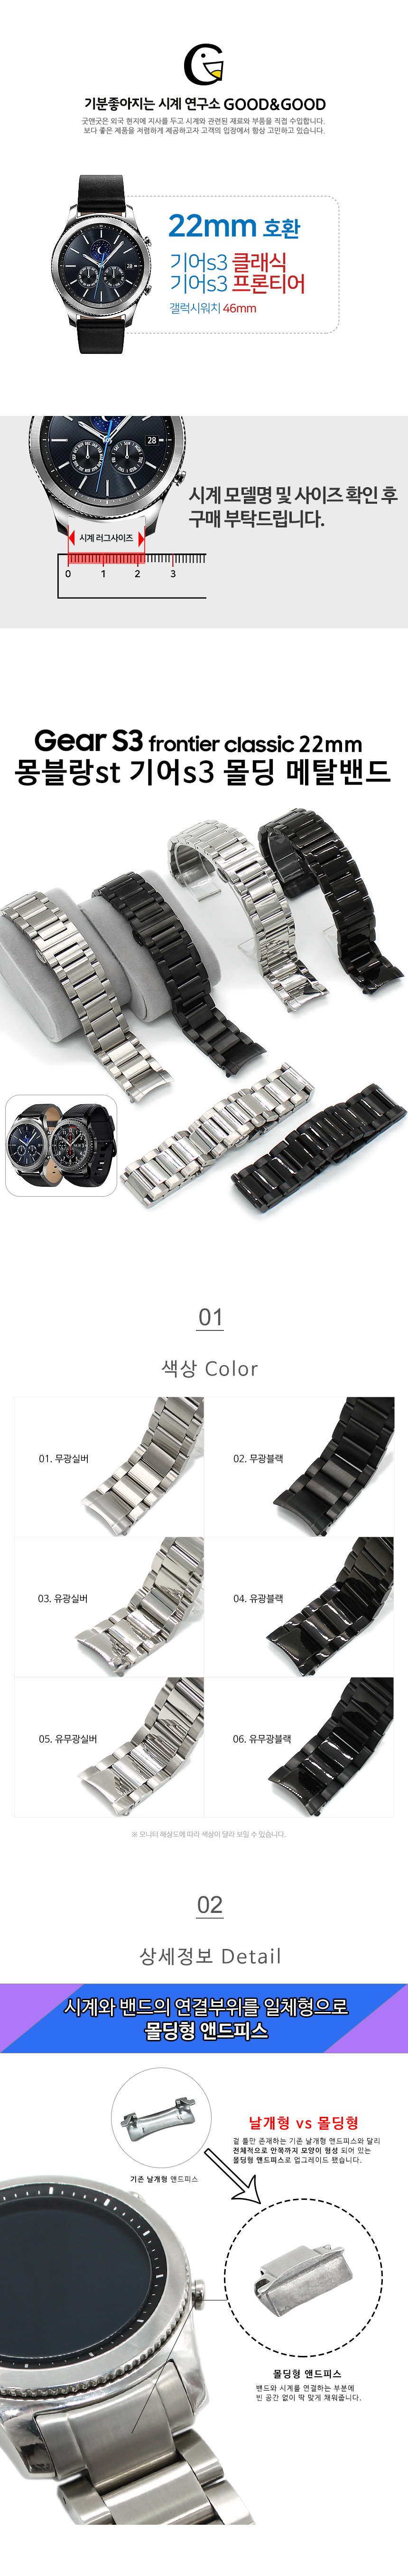 기분좋아지는 시계 연구소 GOOD&GOOD
굿앤굿은 외국 현지에 지사를 두고 시계와 관련된 재료와 부품을 직접 수입합니다.
보다 좋은 제품을 저렴하게 제공하고자 고객의 입장에서 항상 고민하고 있습니다.
22mm 호환
기어s3 클래식
기어s3 프론티어
갤럭시워치 46mm
28
시계 모델명 및 사이즈 확인 후
구매 부탁드립니다.
시계 러그사이즈
0 1 2 3
Gear S3 frontier classic 22mm
몽블랑st 기어s3 몰딩 메탈밴드
01
색상 Color
01. 무광실버
02. 무광블랙
03. 유광실버
04. 유광블랙
05. 유무광실버
06. 유무광블랙
※ 모니터 해상도에 따라 색상이 달라 보일 수 있습니다.
02
상세정보 Detail
시계와 밴드의 연결부위를 일체형으로
몰딩형 앤드피스
날개형 vs 몰딩형
겉 틀만 존재하는 기존 날개형 앤드피스와 달리
전체적으로 안쪽까지 모양이 형성 되어 있는
몰딩형 앤드피스로 업그레이드 됐습니다.
기존 날개형 앤드피스
몰딩형 앤드피스
밴드와 시계를 연결하는 부분에
빈 공간 없이 딱 맞게 채워줍니다.